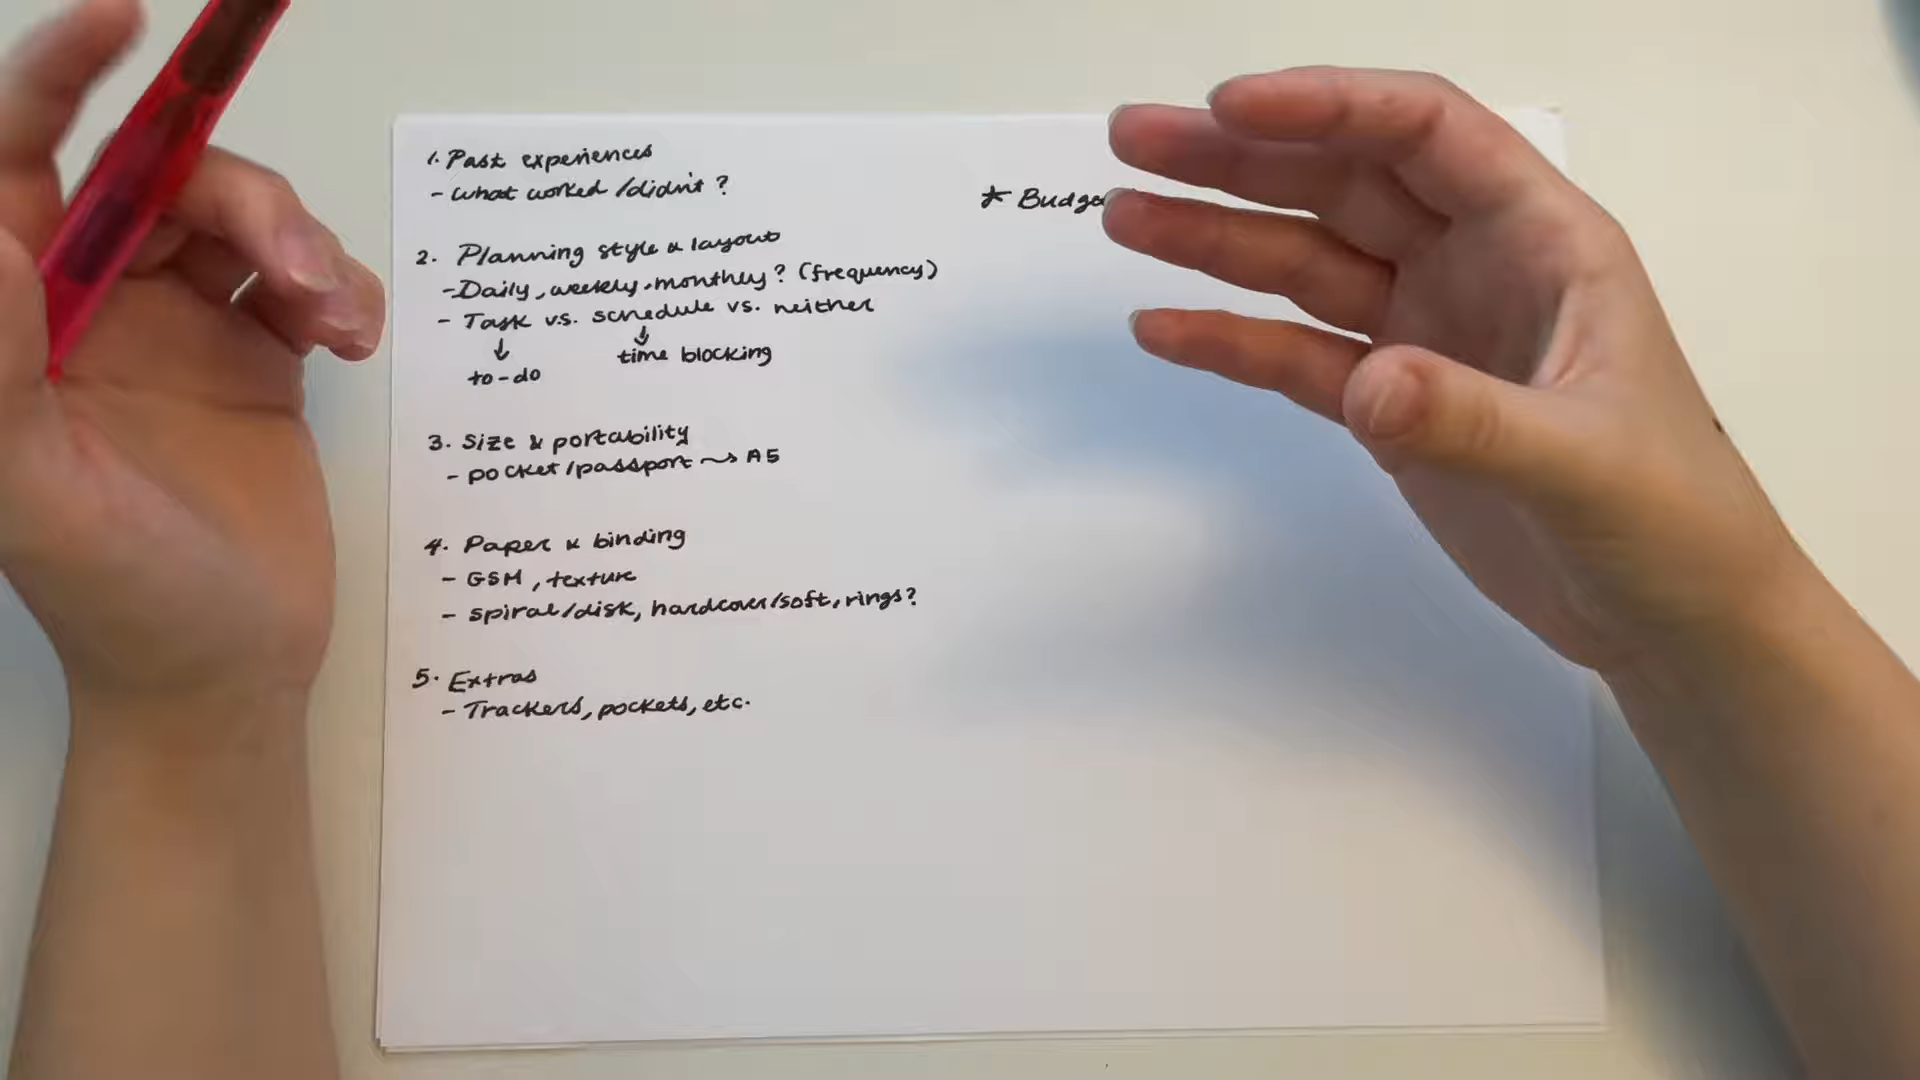 1. Past experiences
- what worked/didn't?
★ Budge
2. Planning style & layout
- Daily, weekly, monthly? (frequency)
- Task vs. schedule vs. neither
↓ ↓
time blocking
to-do
3. Size & portability
- pocket/passport ~> A5
4. Paper & binding
- GSM, texture
- spiral/disk, hardcover/soft, rings?
5. Extras
- Trackers, pockets, etc.